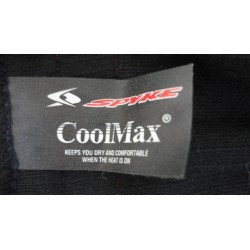 SPYKE
CoolMax®
KEEPS YOU DRY AND COMFORTABLE
WHEN THE HEAT IS ON